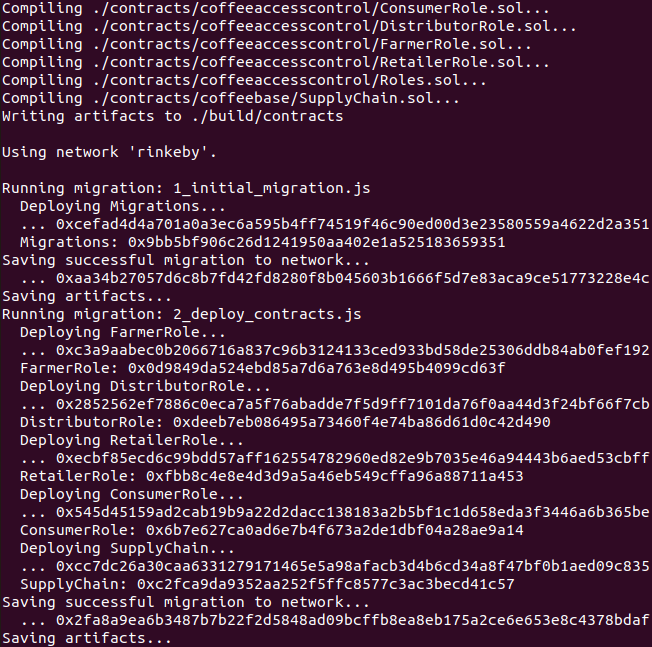 Compiling ./contracts/coffeeaccesscontrol/ConsumerRole.sol...
Compiling ./contracts/coffeeaccesscontrol/DistributorRole.sol...
Compiling ./contracts/coffeeaccesscontrol/FarmerRole.sol...
Compiling ./contracts/coffeeaccesscontrol/RetailerRole.sol...
Compiling ./contracts/coffeeaccesscontrol/Roles.sol...
Compiling ./contracts/coffeebase/SupplyChain.sol...
Writing artifacts to ./build/contracts
Using network 'rinkeby'.
Running migration: 1_initial_migration.js
Deploying Migrations...
... 0xcefad4d4a701a0a3ec6a595b4ff74519f46c90ed00d3e23580559a4622d2a351
Migrations: 0x9bb5bf906c26d1241950aa402e1a525183659351
Saving successful migration to network...
... 0xaa34b27057d6c8b7fd42fd8280f8b045603b1666f5d7e83aca9ce51773228e4c
Saving artifacts...
Running migration: 2_deploy_contracts.js
Deploying FarmerRole...
... 0xc3a9aabec0b2066716a837c96b3124133ced933bd58de25306ddb84ab0fef192
FarmerRole: 0x0d9849da524ebd85a7d6a763e8d495b4099cd63f
Deploying DistributorRole...
... 0x2852562ef7886c0eca7a5f76abadde7f5d9ff7101da76f0aa44d3f24bf66f7cb
DistributorRole: 0xdeeb7eb086495a73460f4e74ba86d61d0c42d490
Deploying RetailerRole...
... 0xecbf85ecd6c99bdd57aff162554782960ed82e9b7035e46a94443b6aed53cbff
RetailerRole: 0xfbb8c4e8e4d3d9a5a46eb549cffa96a88711a453
Deploying ConsumerRole...
... 0x545d45159ad2cab19b9a22d2dacc138183a2b5bf1c1d658eda3f3446a6b365be
ConsumerRole: 0x6b7e627ca0ad6e7b4f673a2de1dbf04a28ae9a14
Deploying SupplyChain...
... 0xcc7dc26a30caa6331279171465e5a98afacb3d4b6cd34a8f47bf0b1aed09c835
SupplyChain: 0xc2fca9da9352aa252f5ffc8577c3ac3becd41c57
Saving successful migration to network...
... 0x2fa8a9ea6b3487b7b22f2d5848ad09bcffb8ea8eb175a2ce6e653e8c4378bdaf
Saving artifacts...